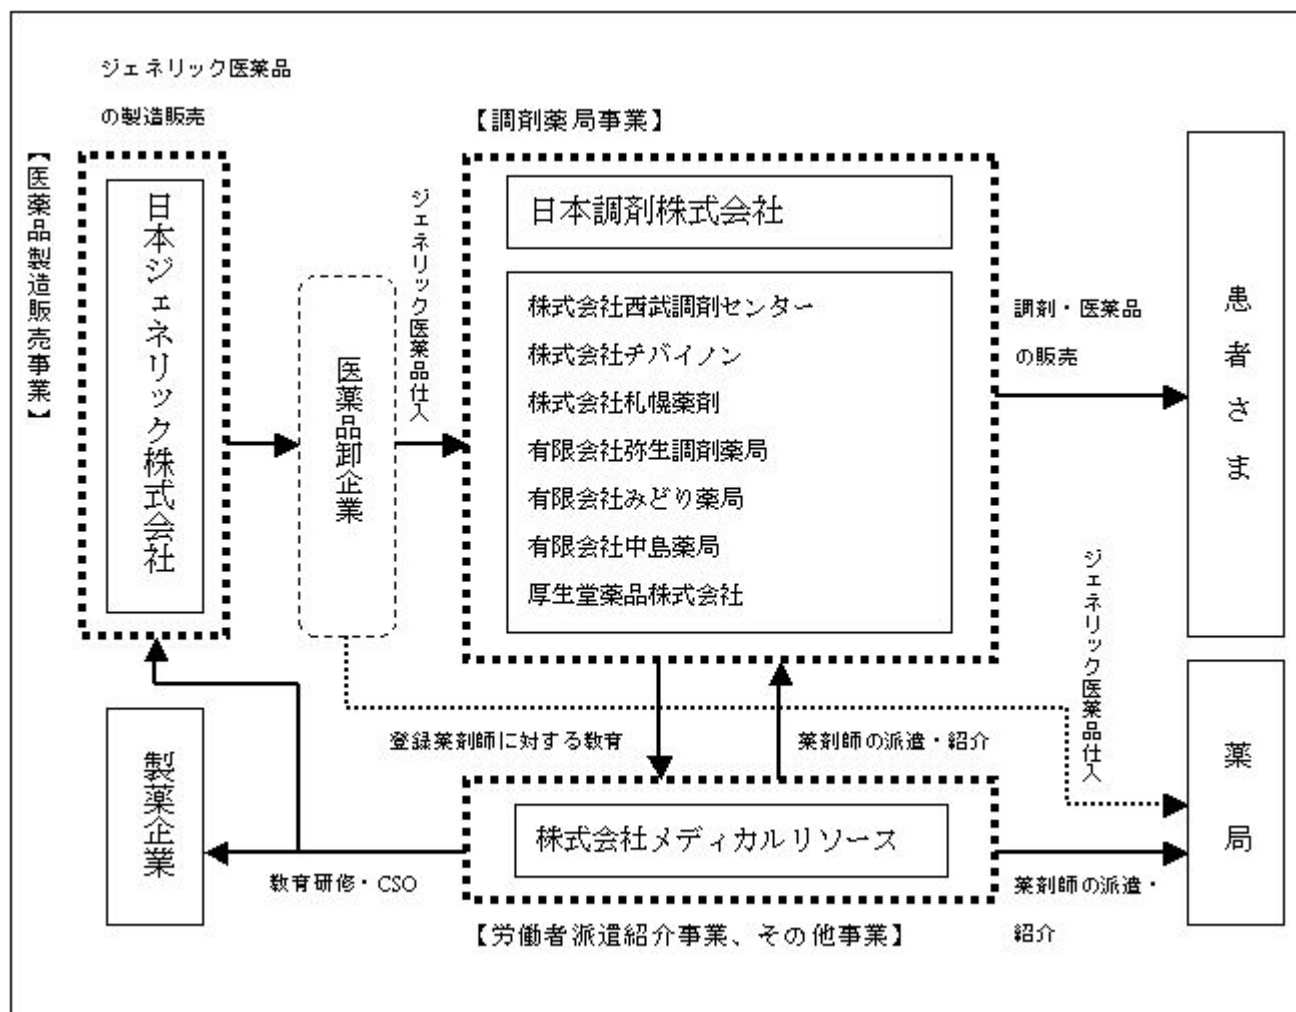 ジェネリック医薬品
の製造販売
【医薬品製造販売事業】
日本ジェネリック株式会社
医薬品卸企業
ジェネリック医薬品仕入
【調剤薬局事業】
日本調剤株式会社
株式会社西武調剤センター
株式会社チバイノン
株式会社札幌薬剤
有限会社弥生調剤薬局
有限会社みどり薬局
有限会社中島薬局
厚生堂薬品株式会社
調剤・医薬品
の販売
患者さま
ジェネリック医薬品仕入
登録薬剤師に対する教育
薬剤師の派遣・紹介
製薬企業
薬局
株式会社メディカルリソース
教育研修・CSO
薬剤師の派遣・
紹介
【労働者派遣紹介事業、その他事業】